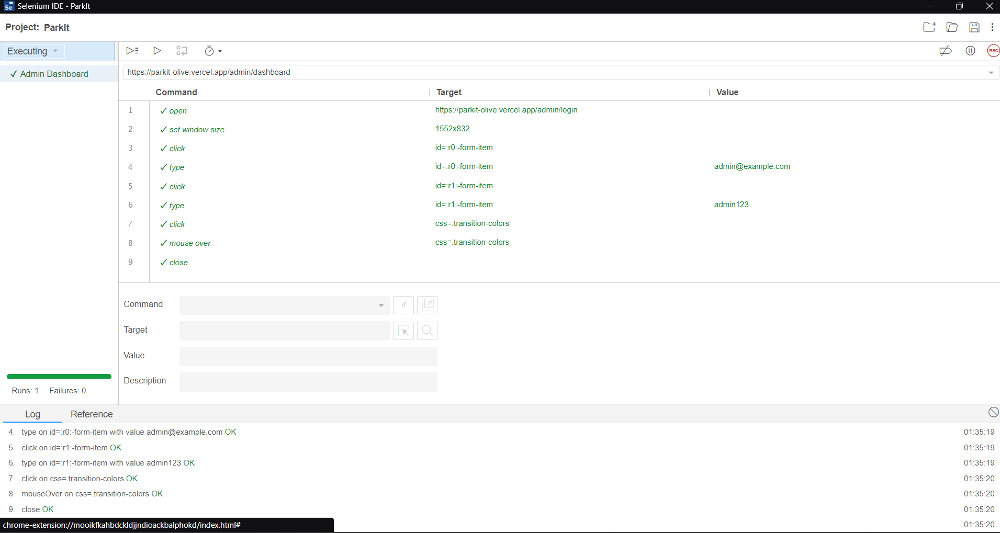 Selenium IDE - ParkIt
Project: ParkIt
Executing
✓ Admin Dashboard
https://parkit-olive.vercel.app/admin/dashboard
Command Target Value
1 ✓ open https://parkit-olive.vercel.app/admin/login
2 ✓ set window size 1552x832
3 ✓ click id=:r0:-form-item
4 ✓ type id=:r0:-form-item admin@example.com
5 ✓ click id=:r1:-form-item
6 ✓ type id=:r1:-form-item admin123
7 ✓ click css=.transition-colors
8 ✓ mouse over css=.transition-colors
9 ✓ close
REC
Command //
Target
Value
Description
Runs: 1 Failures: 0
Log Reference
4. type on id=:r0:-form-item with value admin@example.com OK 01:35:19
5. click on id=:r1:-form-item OK 01:35:19
6. type on id=:r1:-form-item with value admin123 OK 01:35:19
7. click on css=.transition-colors OK 01:35:20
8. mouseOver on css=.transition-colors OK 01:35:20
9. close OK 01:35:20
chrome-extension://mooikfkahbdckldjjndioackbalphokd/index.html# 01:35:20